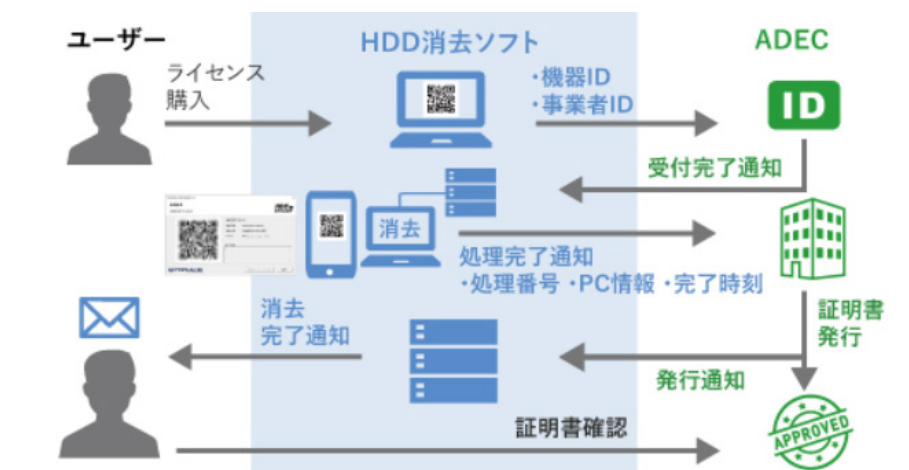 ユーザー
HDD消去ソフト
ADEC
ライセンス
購入
・機器ID
・事業者ID
ID
受付完了通知
消去
処理完了通知
・処理番号 ・PC情報 ・完了時刻
証明書
発行
消去
完了通知
発行通知
証明書確認
APPROVED